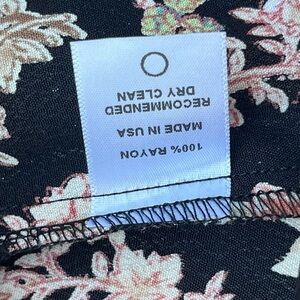 100% RAYON
MADE IN USA
RECOMMENDED
DRY CLEAN